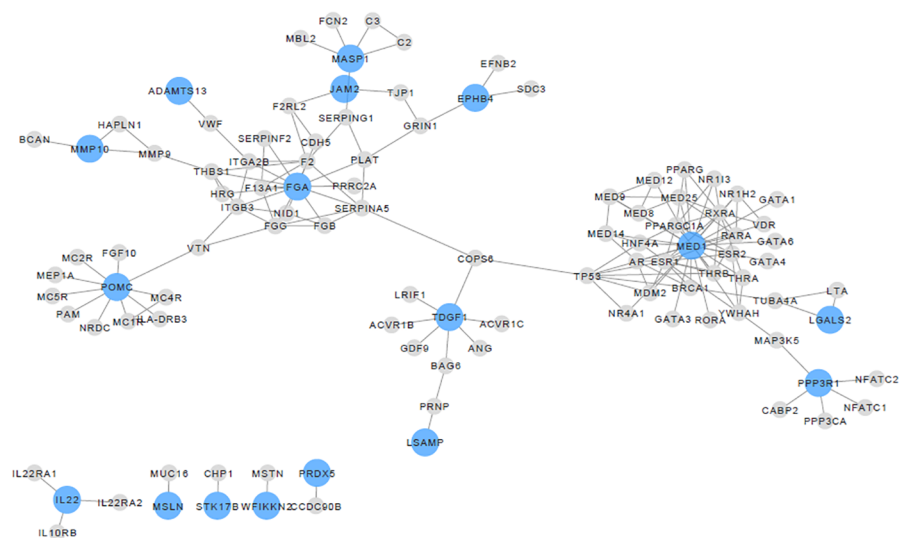 FCN2
C3
MBL2
C2
MASP1
EFNB2
ADAMTS13
JAM2
TJP1
EPHB4
SDC3
F2RL2
SERPING1
VWF
GRIN1
HAPLN1
BCAN
SERPINF2
CDH5
MMP10
MMP9
ITGA2B
F2
PLAT
THBS1
HRG
F13A1
FGA
PRRC2A
ITGB3
NID1
SERPINA5
FGG
FGB
VTN
PPARG
MED12
NR1I3
MED9
MED25
NR1H2
GATA1
MED8
RXRA
PPARGC1A
VDR
MED14
RARA
HNF4A
MED1
GATA6
AR
ESR1
ESR2
GATA4
COPS6
TP53
THRB
THRA
MDM2
BRCA1
TUBA4A
LTA
NR4A1
GATA3
RORA
YWHAH
LGALS2
MAP3K5
MC2R
FGF10
MEP1A
POMC
MC5R
MC4R
PAM
NRDC
MC1R
HLA-DRB3
LRIF1
TDGF1
ACVR1B
ACVR1C
GDF9
ANG
BAG6
PRNP
LSAMP
PPP3R1
NFATC2
CABP2
NFATC1
PPP3CA
IL22RA1
MUC16
CHP1
MSTN
PRDX5
IL22
IL22RA2
MSLN
STK17B
WFIKKN2
CCDC90B
IL10RB